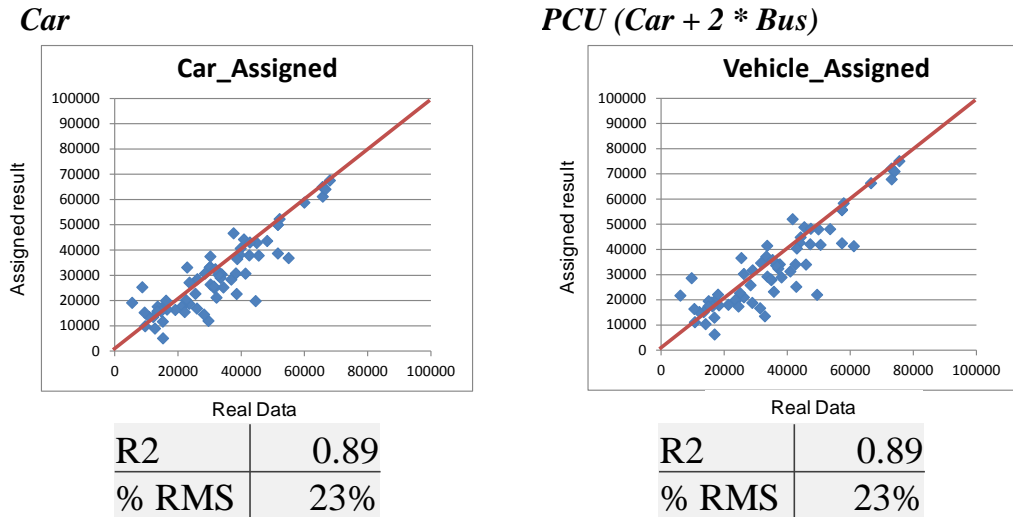 Car
Car_Assigned
100000
90000
80000
70000
60000
50000
40000
30000
20000
10000
0
Assigned result
0 20000 40000 60000 80000 100000
Real Data
R2 0.89
% RMS 23%
PCU (Car + 2 * Bus)
Vehicle_Assigned
100000
90000
80000
70000
60000
50000
40000
30000
20000
10000
0
Assigned result
0 20000 40000 60000 80000 100000
Real Data
R2 0.89
% RMS 23%